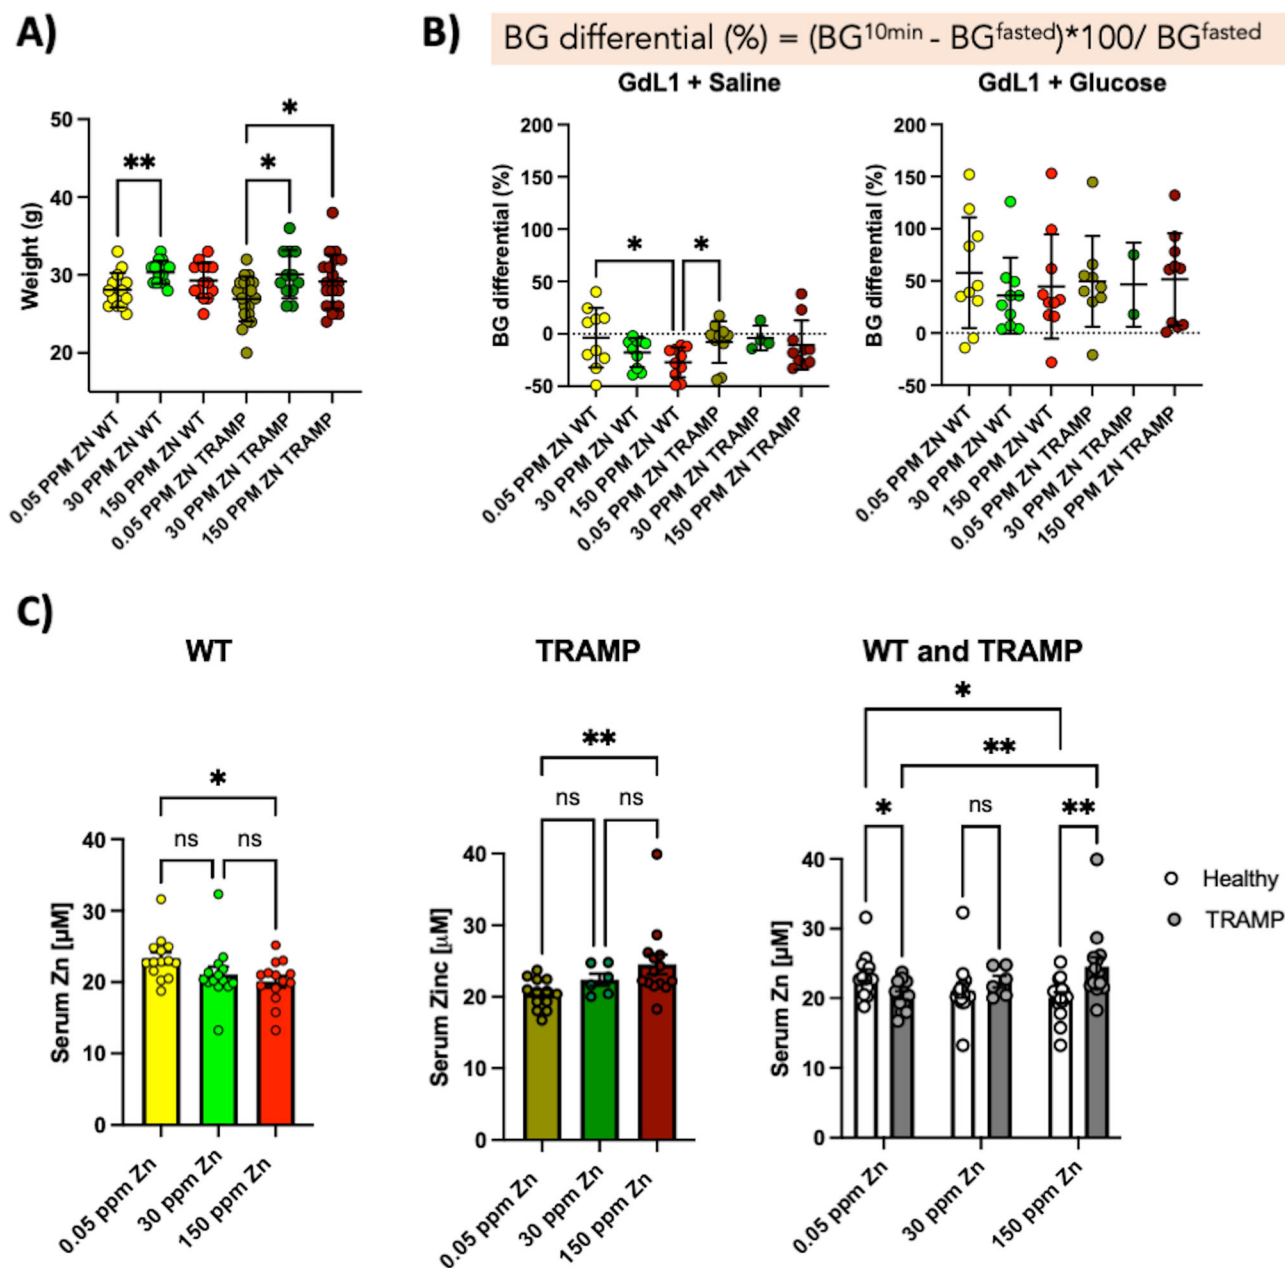 A)
B)
BG differential (%) = (BG10min - BGfasted)*100/ BGfasted
GdL1 + Saline
GdL1 + Glucose
Weight (g)
50
40
30
20
**
*
*
0.05 PPM ZN WT
30 PPM ZN WT
150 PPM ZN WT
0.05 PPM ZN TRAMP
30 PPM ZN TRAMP
150 PPM ZN TRAMP
BG differential (%)
200
150
100
50
0
-50
*
*
0.05 PPM ZN WT
30 PPM ZN WT
150 PPM ZN WT
0.05 PPM ZN TRAMP
30 PPM ZN TRAMP
150 PPM ZN TRAMP
BG differential (%)
200
150
100
50
0
-50
0.05 PPM ZN WT
30 PPM ZN WT
150 PPM ZN WT
0.05 PPM ZN TRAMP
30 PPM ZN TRAMP
150 PPM ZN TRAMP
C)
WT
Serum Zn [µM]
40
30
20
10
0
*
ns
ns
0.05 ppm Zn
30 ppm Zn
150 ppm Zn
TRAMP
Serum Zinc [µM]
40
30
20
10
0
**
ns
ns
0.05 ppm Zn
30 ppm Zn
150 ppm Zn
WT and TRAMP
Serum Zn [µM]
40
30
20
10
0
*
**
*
ns
**
0.05 ppm Zn
30 ppm Zn
150 ppm Zn
Healthy
TRAMP